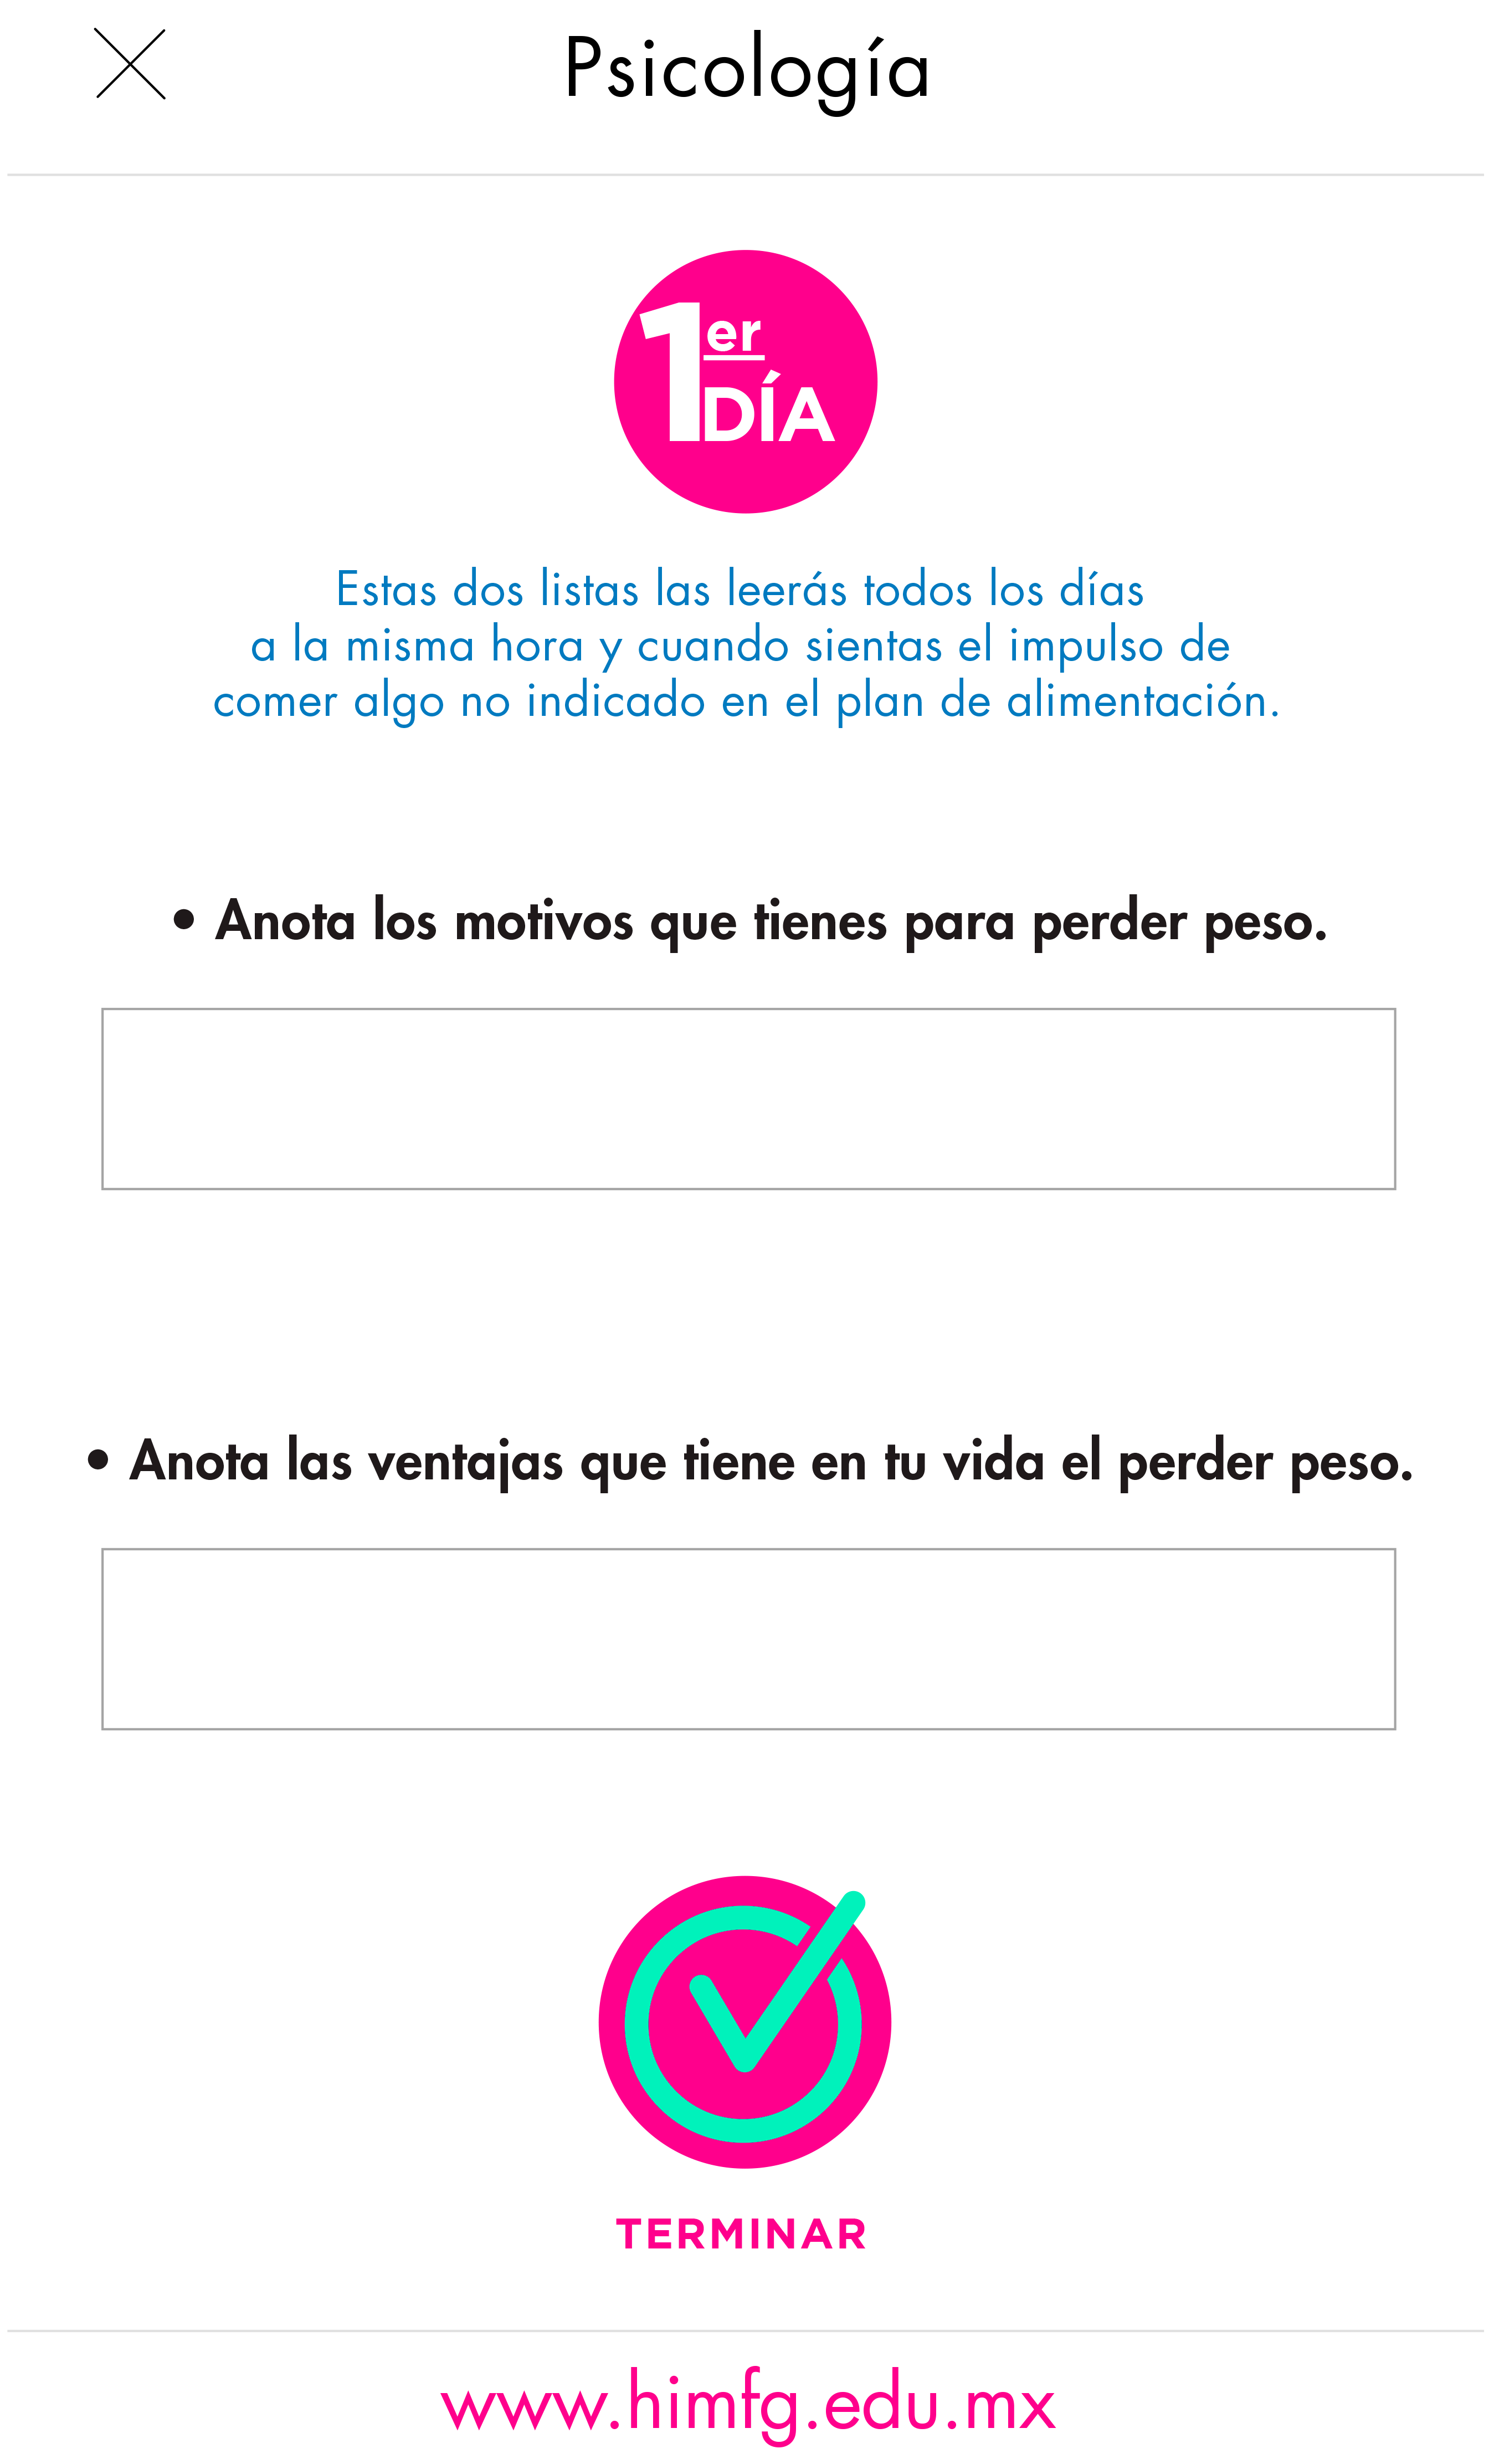 Psicología
1er
DÍA
Estas dos listas las leerás todos los días
a la misma hora y cuando sientas el impulso de
comer algo no indicado en el plan de alimentación.
• Anota los motivos que tienes para perder peso.
• Anota las ventajas que tiene en tu vida el perder peso.
TERMINAR
www.himfg.edu.mx